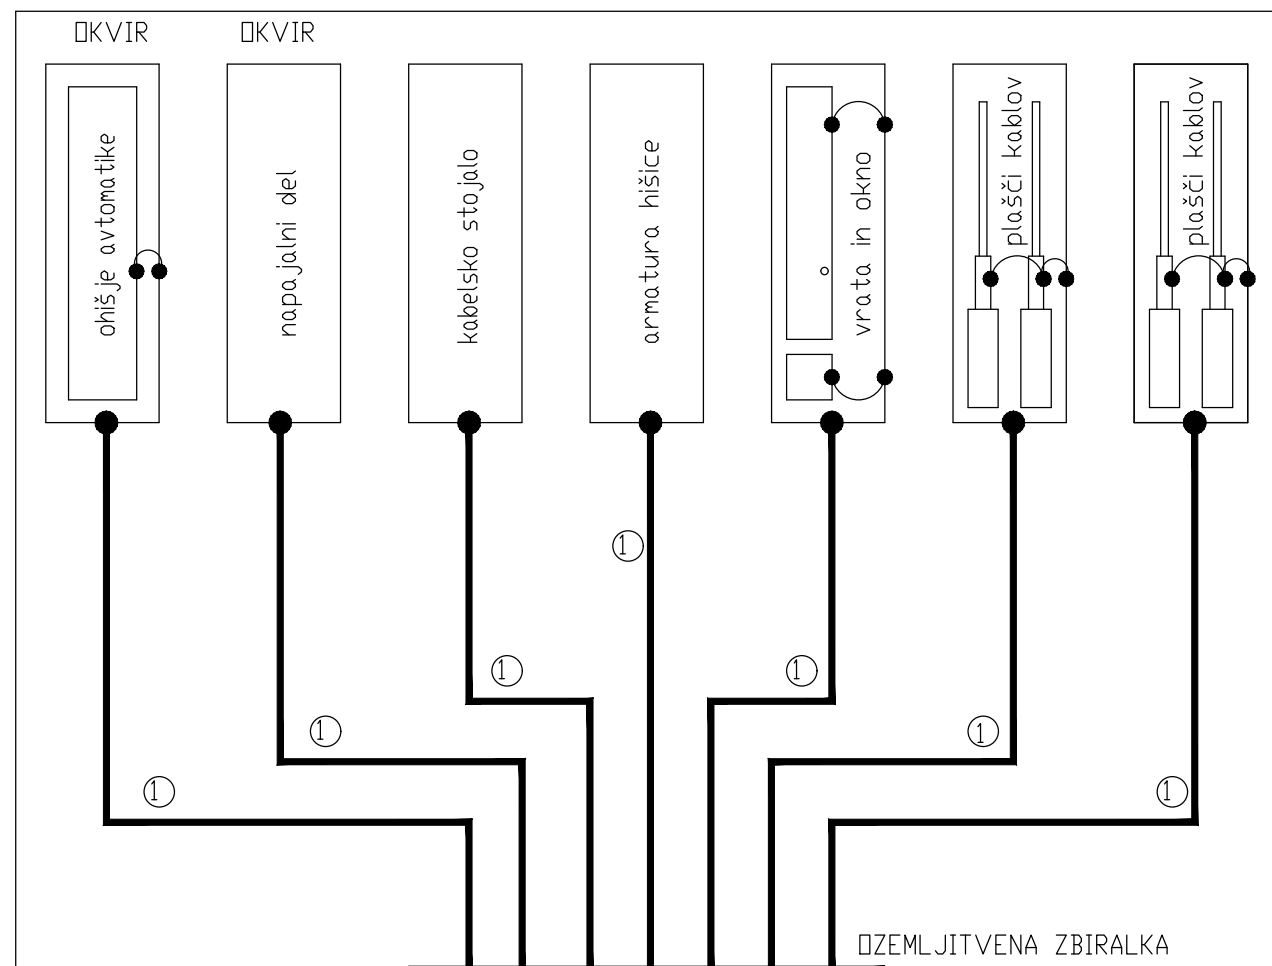 OKVIR
OKVIR
ohišje avtomatike
napajalni del
kabelsko stojalo
armatura hišice
vrata in okno
plašči kablov
plašči kablov
1
1
1
1
1
1
1
OZEMLJITVENA ZBIRALKA